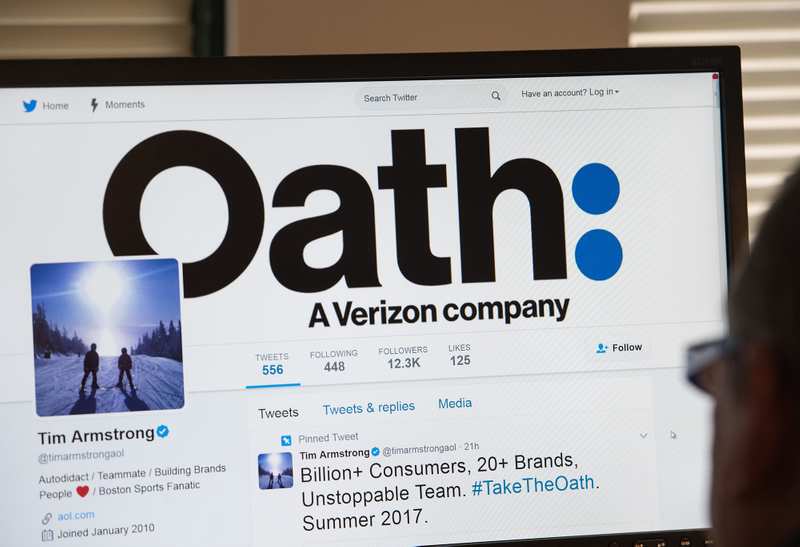 Home Moments Search Twitter Have an account? Log in
Oath:
A Verizon company
TWEETS FOLLOWING FOLLOWERS LIKES
556 448 12.3K 125
Follow
Tweets Tweets & replies Media
Tim Armstrong
@timarmstrongaol
Autodidact / Teammate / Building Brands
People ❤ / Boston Sports Fanatic
aol.com
Joined January 2010
Pinned Tweet
Tim Armstrong @timarmstrongaol · 21h
Billion+ Consumers, 20+ Brands,
Unstoppable Team. #TakeTheOath.
Summer 2017.